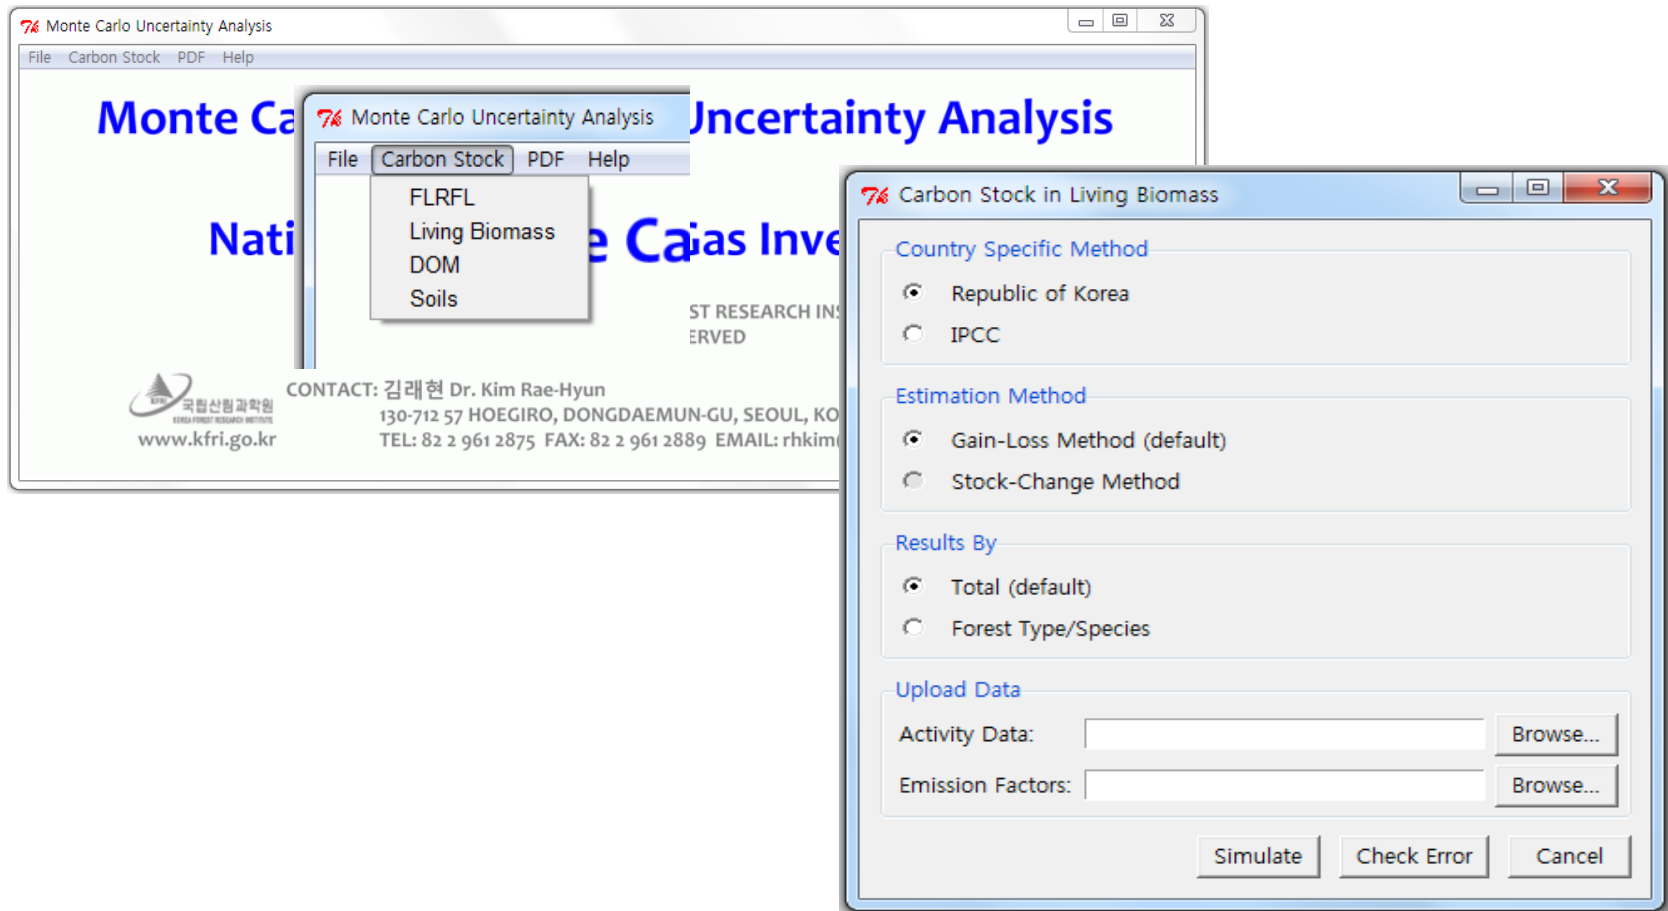 Monte Carlo Uncertainty Analysis
File Carbon Stock PDF Help
Monte Ca
Uncertainty Analysis
Nati
e Ca
Gas Inve
ST RESEARCH INS
ERVED
국립산림과학원
KOREA FOREST RESEARCH INSTITUTE
www.kfri.go.kr
CONTACT: 김래현 Dr. Kim Rae-Hyun
130-712 57 HOEGIRO, DONGDAEMUN-GU, SEOUL, KO
TEL: 82 2 961 2875 FAX: 82 2 961 2889 EMAIL: rhkim
Monte Carlo Uncertainty Analysis
File Carbon Stock PDF Help
FLRFL
Living Biomass
DOM
Soils
Carbon Stock in Living Biomass
Country Specific Method
Republic of Korea
IPCC
Estimation Method
Gain-Loss Method (default)
Stock-Change Method
Results By
Total (default)
Forest Type/Species
Upload Data
Activity Data: Browse...
Emission Factors: Browse...
Simulate Check Error Cancel